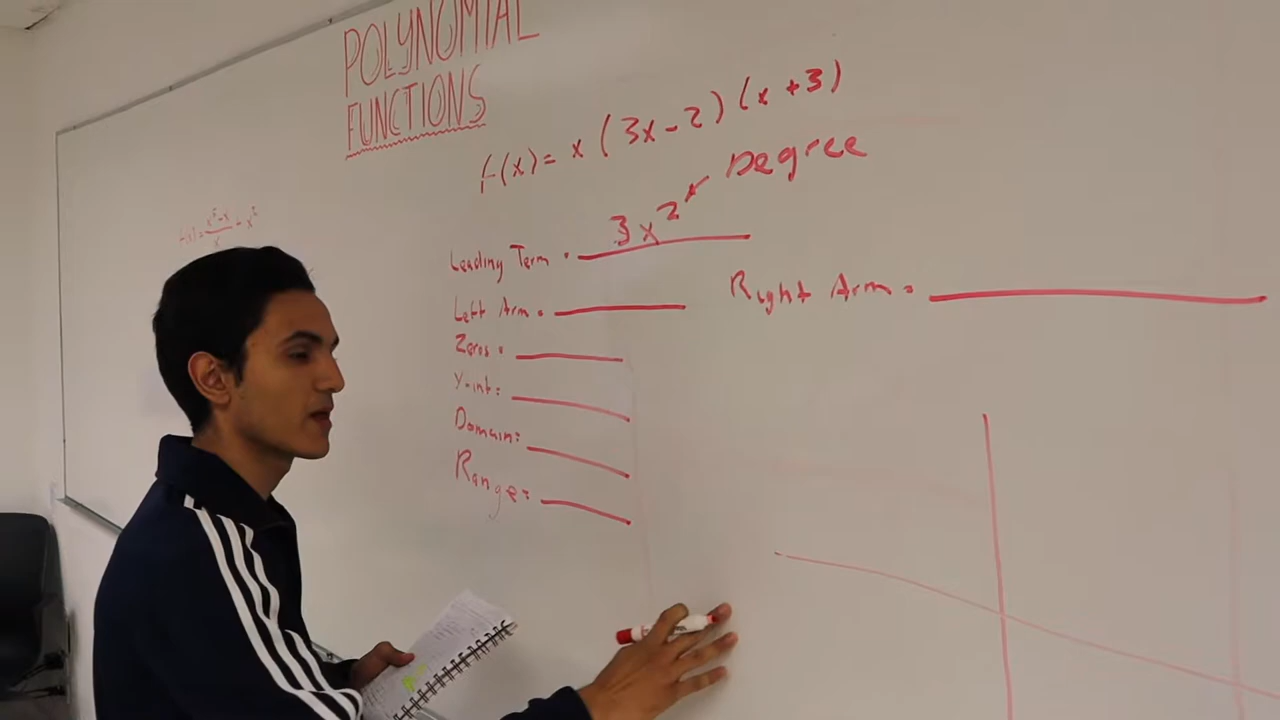 POLYNOMIAL
FUNCTIONS
f(x) = x (3x - 2) (x + 3)
Degree
3x²
Leading Term =
Left Arm =
Right Arm =
Zeros =
Y-int:
Domain:
Range: